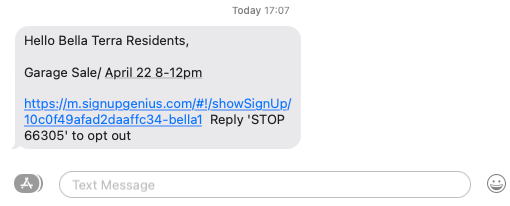 Today 17:07
Hello Bella Terra Residents,
Garage Sale/ April 22 8-12pm
https://m.signupgenius.com/#!/showSignUp/
10c0f49afad2daaffc34-bella1  Reply 'STOP
66305' to opt out
Text Message